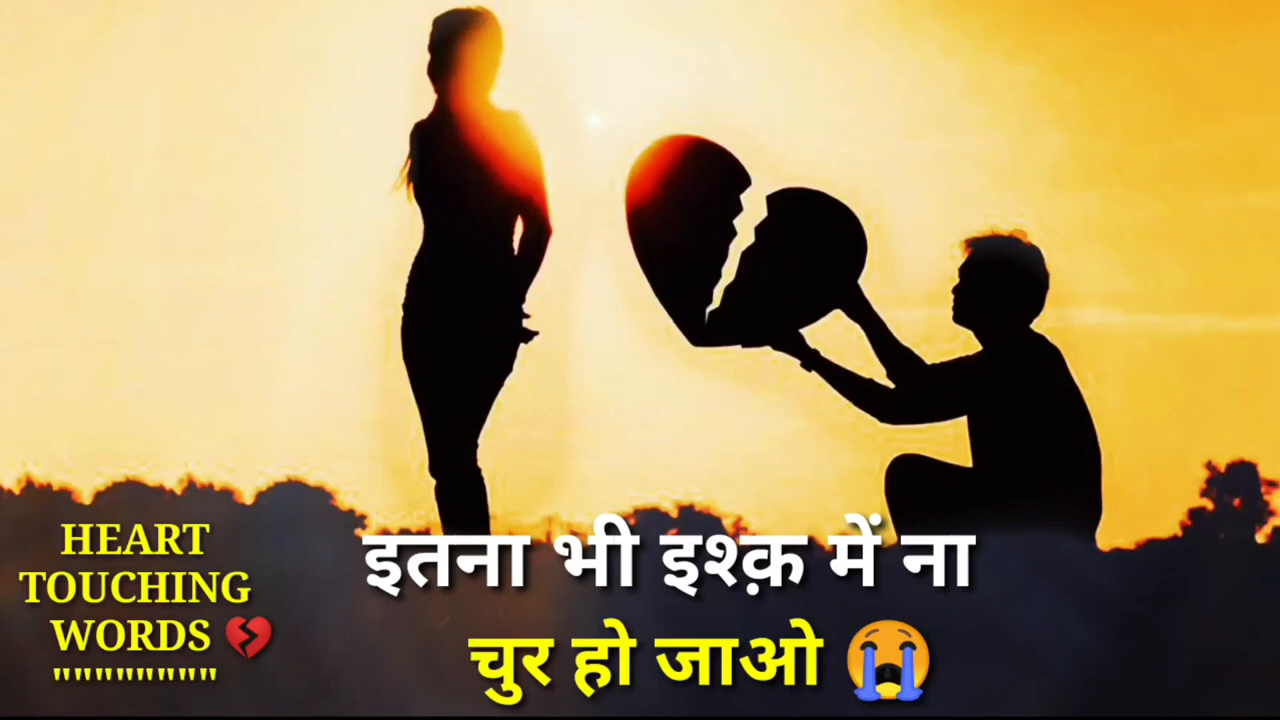 HEART
TOUCHING
WORDS 💔
""""""""""
इतना भी इश्क़ में ना
चुर हो जाओ 😭